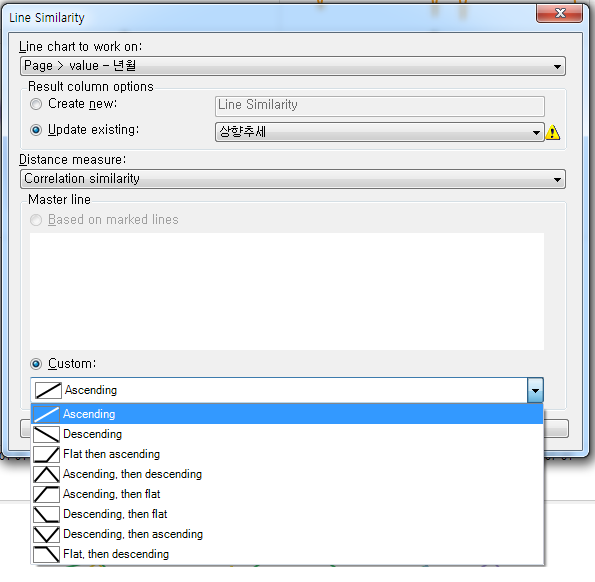 Line Similarity
Line chart to work on:
Page > value - 년월
Result column options
Create new:
Line Similarity
Update existing:
상향추세
Distance measure:
Correlation similarity
Master line
Based on marked lines
Custom:
Ascending
Ascending
Descending
Flat then ascending
Ascending, then descending
Ascending, then flat
Descending, then flat
Descending, then ascending
Flat, then descending